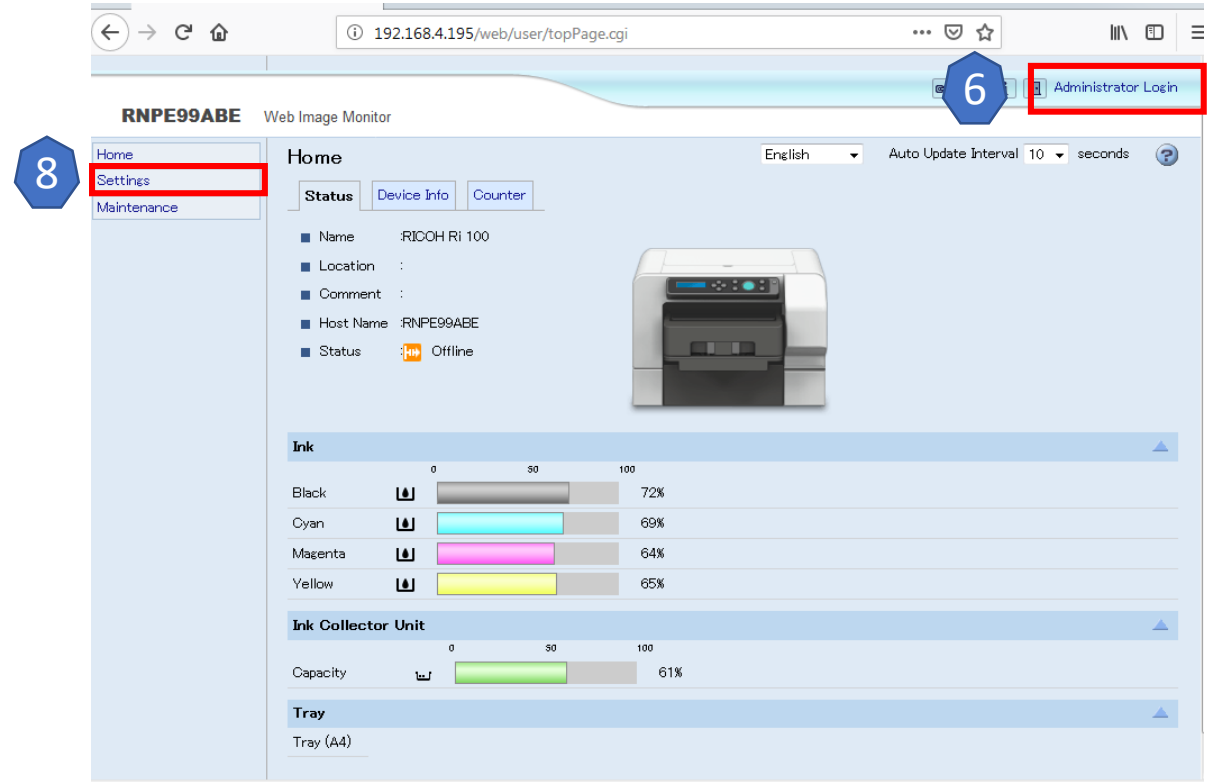 192.168.4.195/web/user/topPage.cgi
6
Administrator Login
RNPE99ABE Web Image Monitor
8
Home
Settings
Maintenance
Home English Auto Update Interval 10 seconds ?
Status Device Info Counter
Name :RICOH Ri 100
Location :
Comment :
Host Name :RNPE99ABE
Status : Offline
Ink
0 50 100
Black 72%
Cyan 69%
Magenta 64%
Yellow 65%
Ink Collector Unit
0 50 100
Capacity 61%
Tray
Tray (A4)